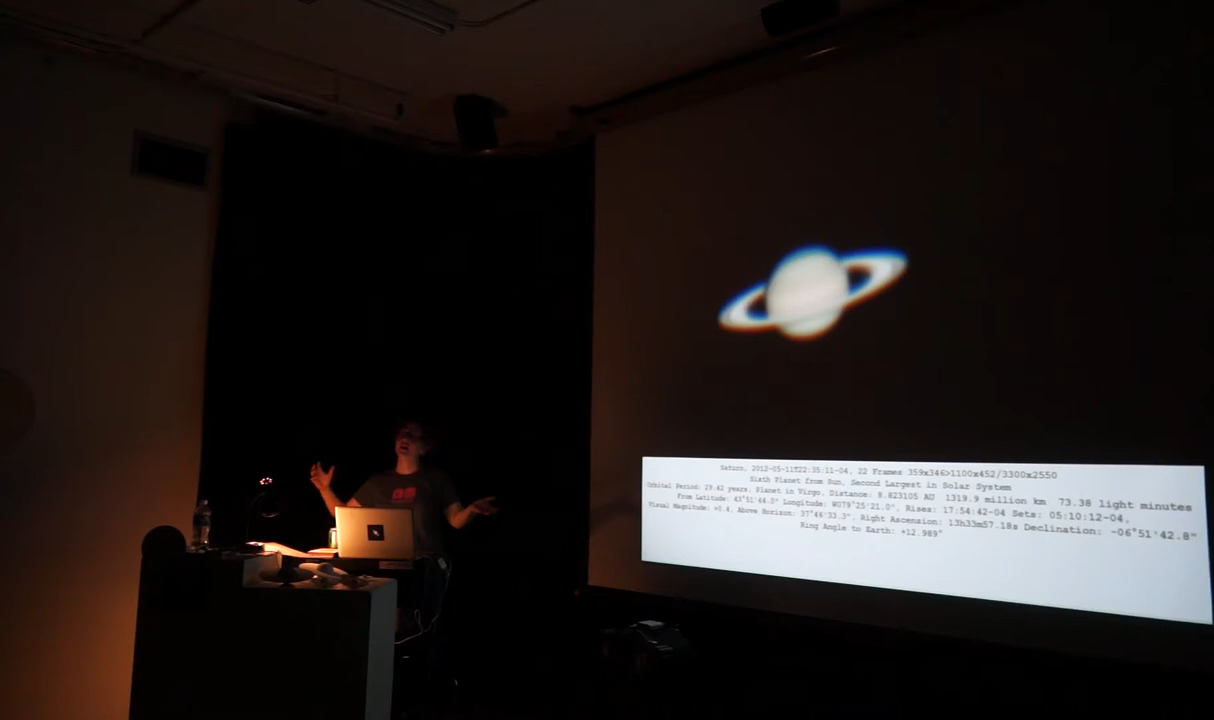 Saturn, 2012-05-11T22:35:11-04, 22 Frames 359x346>1100x452/3300x2550
Sixth Planet from Sun, Second Largest in Solar System
Orbital Period: 29.42 years, Planet in Virgo, Distance: 8.823105 AU 1319.9 million km 73.38 light minutes
From Latitude: 43°51'44.0" Longitude: W079°25'21.0", Rises: 17:54:42-04 Sets: 05:10:12-04,
Visual Magnitude: +0.4, Above Horizon: 37°46'33.3", Right Ascension: 13h33m57.18s Declination: -06°51'42.8"
Ring Angle to Earth: +12.989°